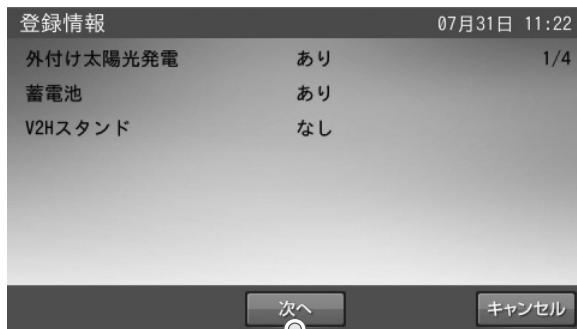 登録情報 07月31日 11:22
外付け太陽光発電 あり 1/4
蓄電池 あり
V2Hスタンド なし
次へ キャンセル